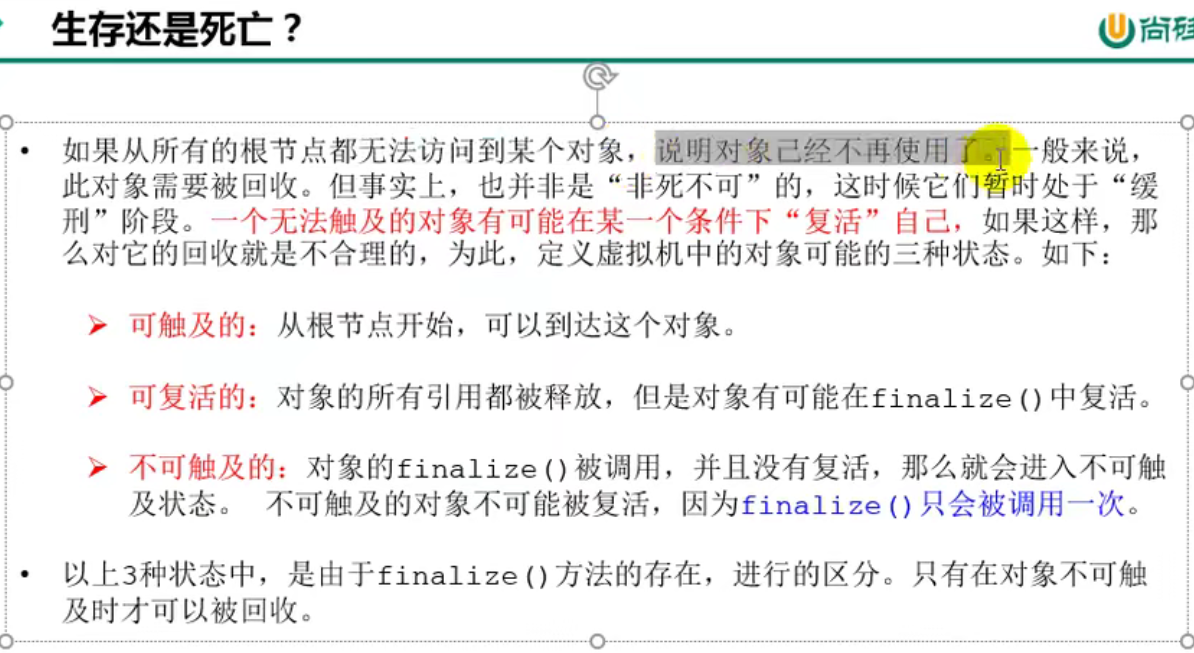 生存还是死亡？
尚硅
• 如果从所有的根节点都无法访问到某个对象，说明对象己经不再使用了。一般来说，
此对象需要被回收。但事实上，也并非是“非死不可”的，这时候它们暂时处于“缓
刑”阶段。一个无法触及的对象有可能在某一个条件下“复活”自己，如果这样，那
么对它的回收就是不合理的，为此，定义虚拟机中的对象可能的三种状态。如下：
➢ 可触及的：从根节点开始，可以到达这个对象。
➢ 可复活的：对象的所有引用都被释放，但是对象有可能在finalize()中复活。
➢ 不可触及的：对象的finalize()被调用，并且没有复活，那么就会进入不可触
及状态。 不可触及的对象不可能被复活，因为finalize()只会被调用一次。
• 以上3种状态中，是由于finalize()方法的存在，进行的区分。只有在对象不可触
及时才可以被回收。